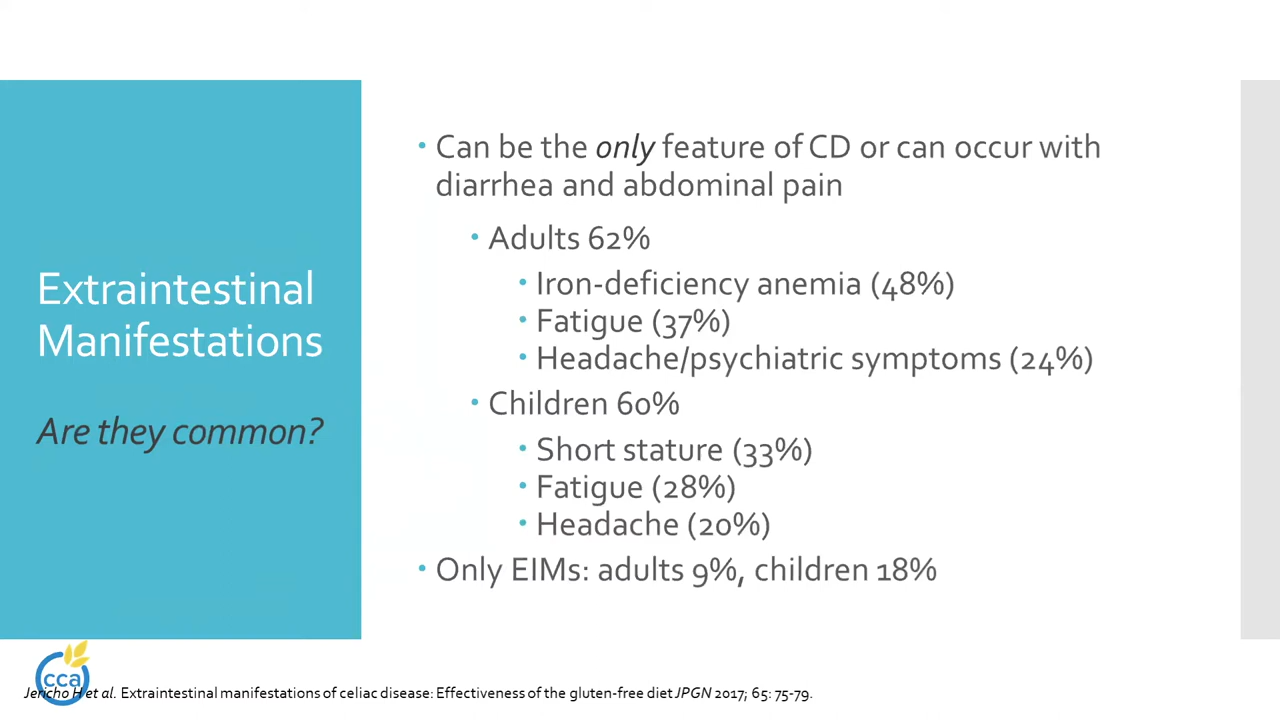 Extraintestinal
Manifestations
Are they common?
• Can be the only feature of CD or can occur with
diarrhea and abdominal pain
• Adults 62%
• Iron-deficiency anemia (48%)
• Fatigue (37%)
• Headache/psychiatric symptoms (24%)
• Children 60%
• Short stature (33%)
• Fatigue (28%)
• Headache (20%)
• Only EIMs: adults 9%, children 18%
cca
Jericho H et al. Extraintestinal manifestations of celiac disease: Effectiveness of the gluten-free diet JPGN 2017; 65: 75-79.